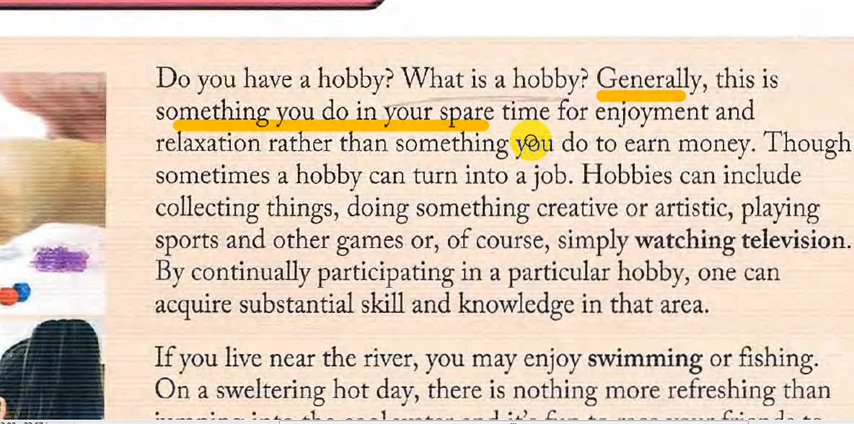 Do you have a hobby? What is a hobby? Generally, this is
something you do in your spare time for enjoyment and
relaxation rather than something you do to earn money. Though
sometimes a hobby can turn into a job. Hobbies can include
collecting things, doing something creative or artistic, playing
sports and other games or, of course, simply watching television.
By continually participating in a particular hobby, one can
acquire substantial skill and knowledge in that area.
If you live near the river, you may enjoy swimming or fishing.
On a sweltering hot day, there is nothing more refreshing than